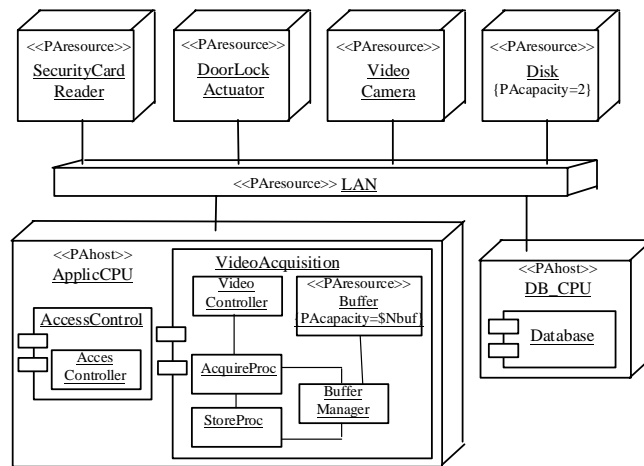 <<PAresource>>
SecurityCard
Reader
<<PAresource>>
DoorLock
Actuator
<<PAresource>>
Video
Camera
<<PAresource>>
Disk
{PAcapacity=2}
<<PAresource>> LAN
<<PAhost>>
ApplicCPU
AccessControl
Acces
Controller
VideoAcquisition
Video
Controller
<<PAresource>>
Buffer
{PAcapacity=$Nbuf}
AcquireProc
Buffer
Manager
StoreProc
<<PAhost>>
DB_CPU
Database